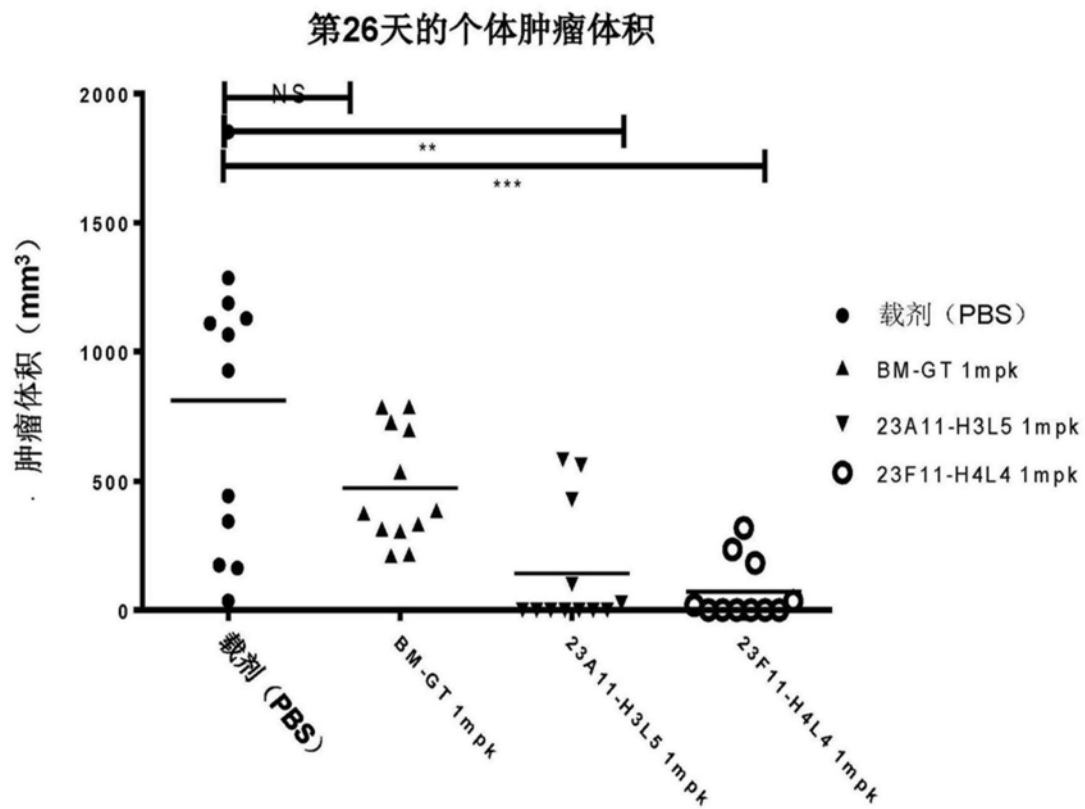 第26天的个体肿瘤体积
肿瘤体积（mm³）
2000
1500
1000
500
0
NS
**
***
载剂（PBS）
BM-GT 1mpk
23A11-H3L5 1mpk
23F11-H4L4 1mpk
载剂（PBS）
BM-GT 1mpk
23A11-H3L5 1mpk
23F11-H4L4 1mpk